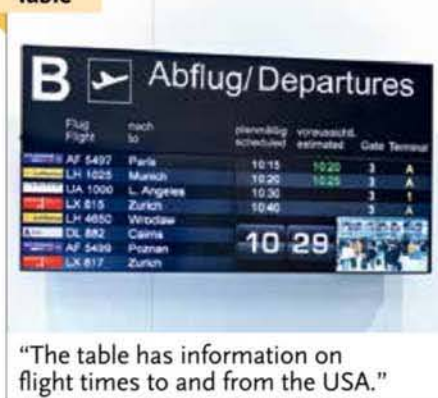 Table
B Abflug/Departures
Flug nach planmäßig voraussichtl.
Flight to scheduled estimated Gate Terminal
AF 5497 Paris 10:15 10:20 3 A
LH 1025 Munich 10:20 10:25 3 A
UA 1000 L. Angeles 10:30 3 1
LX 815 Zurich 10:40 3 A
LH 4650 Wroclaw
DL 882 Cairns
AF 5499 Poznan
LX 817 Zurich
10 29
"The table has information on
flight times to and from the USA."